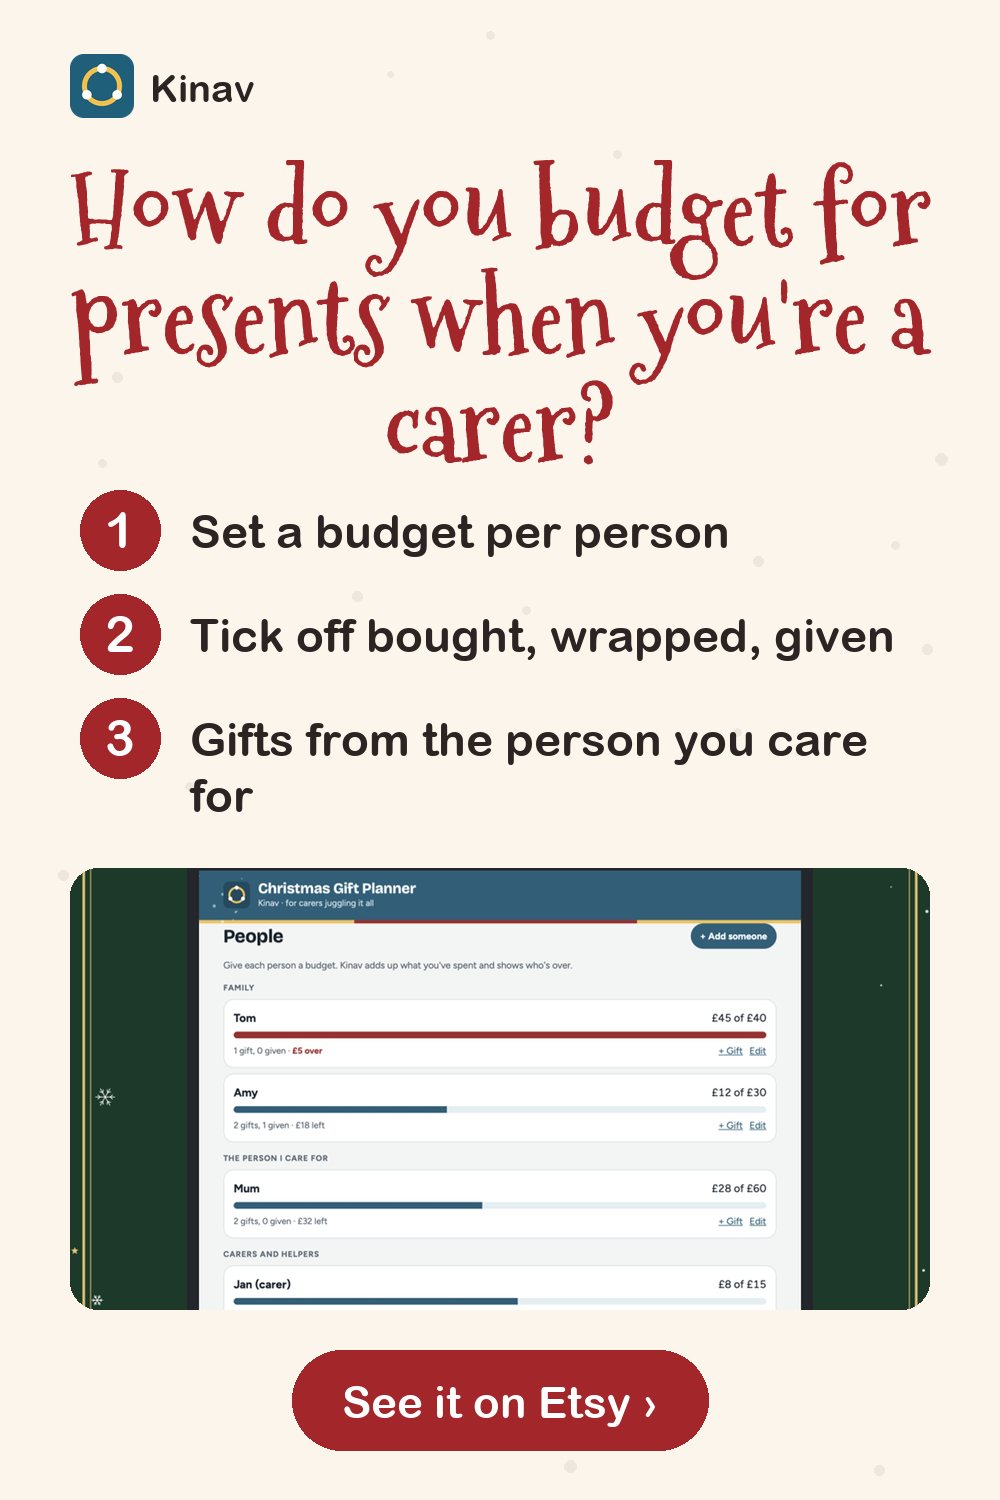 Kinav
How do you budget for
presents when you're a
carer?
1 Set a budget per person
2 Tick off bought, wrapped, given
3 Gifts from the person you care
for
Christmas Gift Planner
Kinav · for carers juggling it all
People
+ Add someone
Give each person a budget. Kinav adds up what you've spent and shows who's over.
FAMILY
Tom £45 of £40
1 gift, 0 given · £5 over + Gift Edit
Amy £12 of £30
2 gifts, 1 given · £18 left + Gift Edit
THE PERSON I CARE FOR
Mum £28 of £60
2 gifts, 0 given · £32 left + Gift Edit
CARERS AND HELPERS
Jan (carer) £8 of £15
See it on Etsy ›